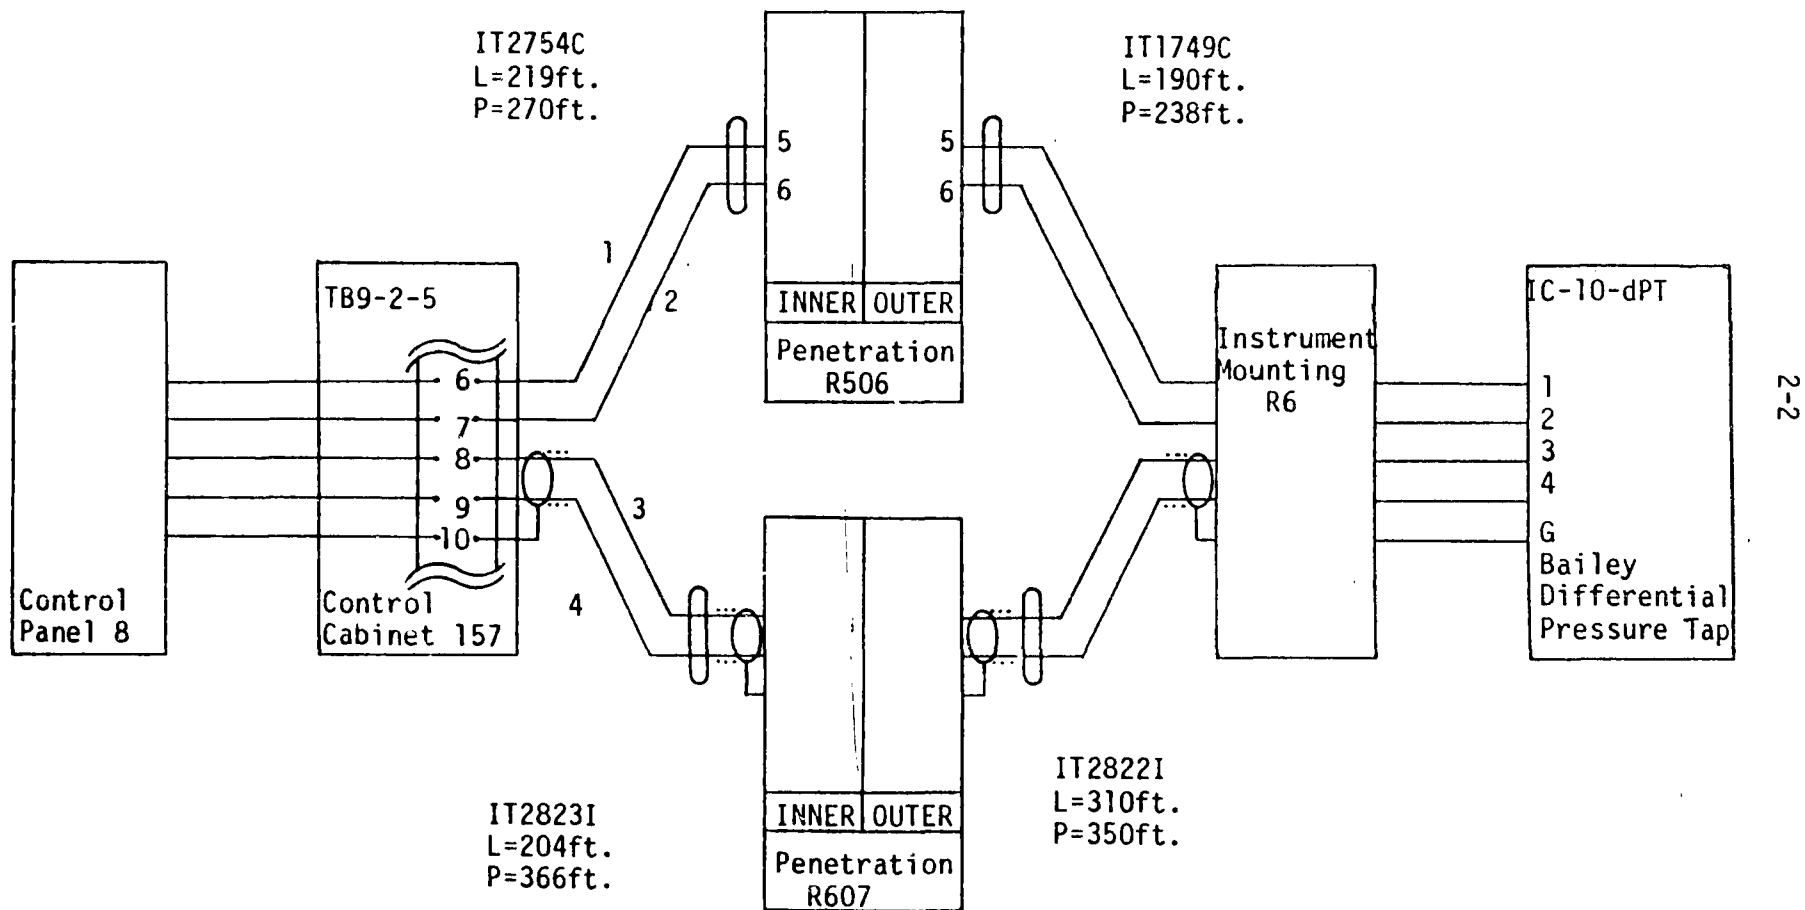 IT2754C
L=219ft.
P=270ft.
IT1749C
L=190ft.
P=238ft.
5
6
5
6
INNER
OUTER
Penetration
R506
1
2
TB9-2-5
6
7
8
9
10
Control
Panel 8
Control
Cabinet 157
3
4
Instrument
Mounting
R6
IC-10-dPT
1
2
3
4
G
Bailey
Differential
Pressure Tap
INNER
OUTER
Penetration
R607
IT2823I
L=204ft.
P=366ft.
IT2822I
L=310ft.
P=350ft.
2-2